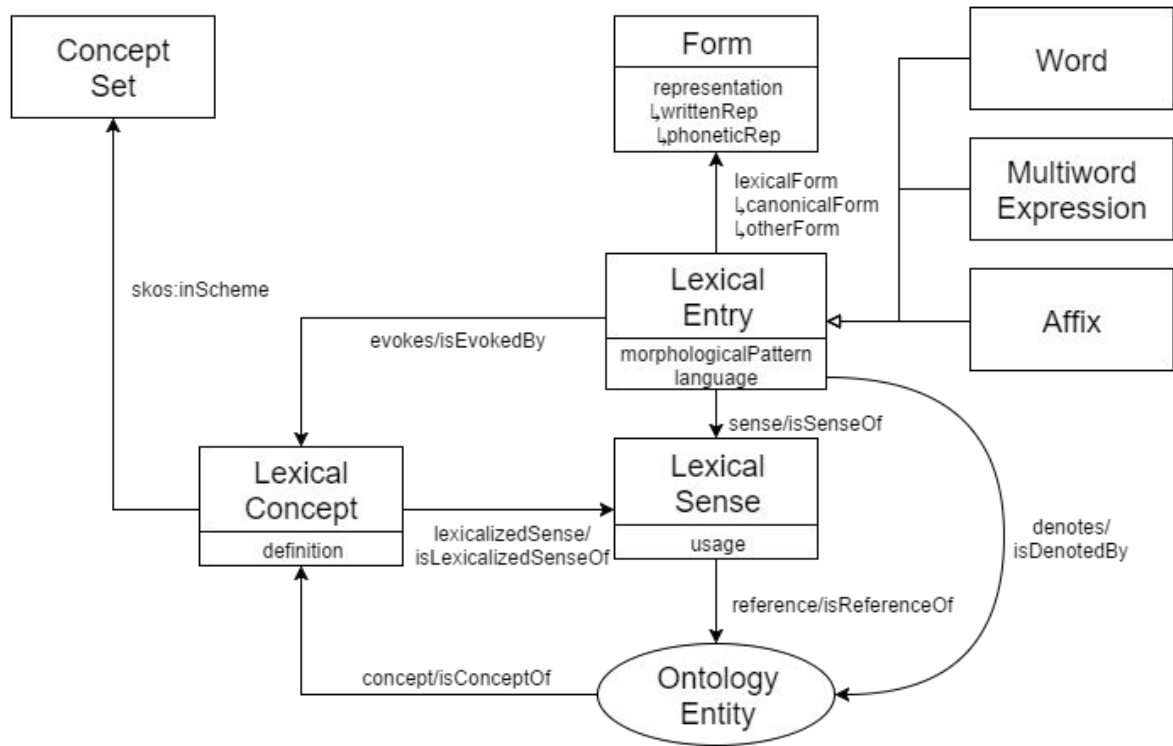 Concept
Set
Form
representation
↳writtenRep
↳phoneticRep
Word
Multiword
Expression
Affix
lexicalForm
↳canonicalForm
↳otherForm
skos:inScheme
Lexical
Entry
morphologicalPattern
language
evokes/isEvokedBy
sense/isSenseOf
Lexical
Concept
definition
lexicalizedSense/
isLexicalizedSenseOf
Lexical
Sense
usage
denotes/
isDenotedBy
reference/isReferenceOf
concept/isConceptOf
Ontology
Entity